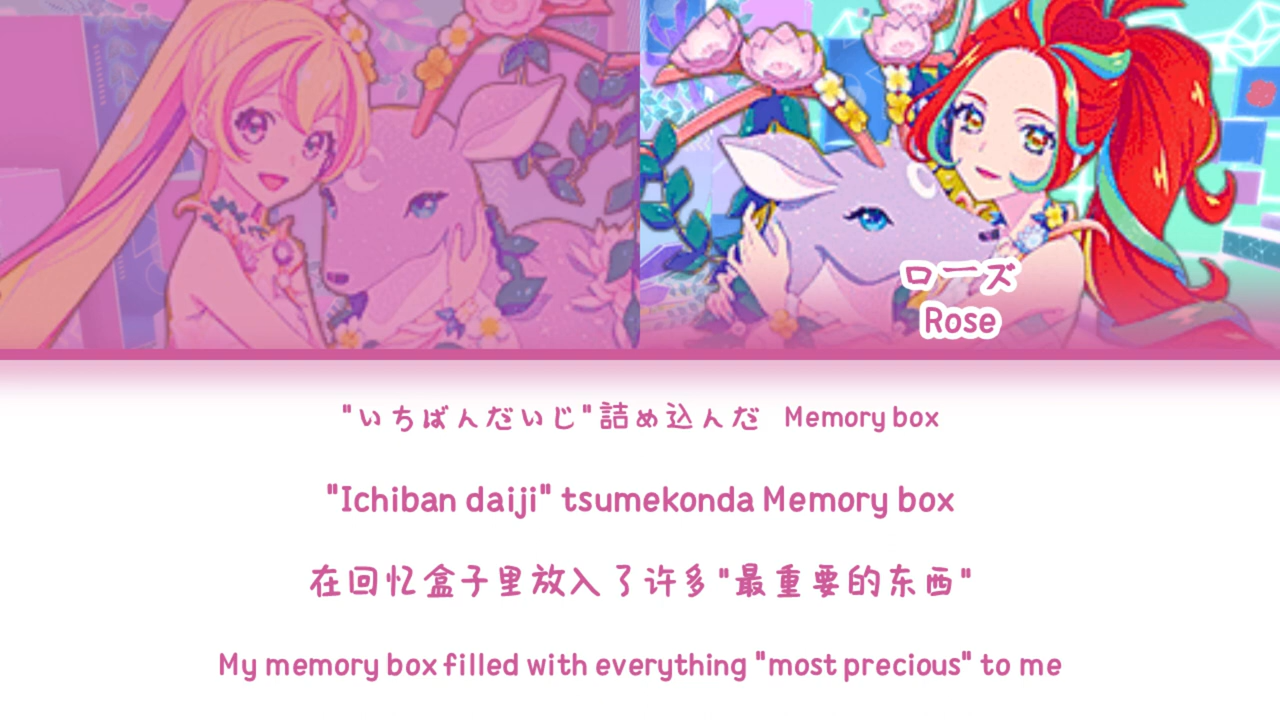 ローズ
Rose
"いちばんだいじ"詰め込んだ Memory box
"Ichiban daiji" tsumekonda Memory box
在回忆盒子里放入了许多"最重要的东西"
My memory box filled with everything "most precious" to me